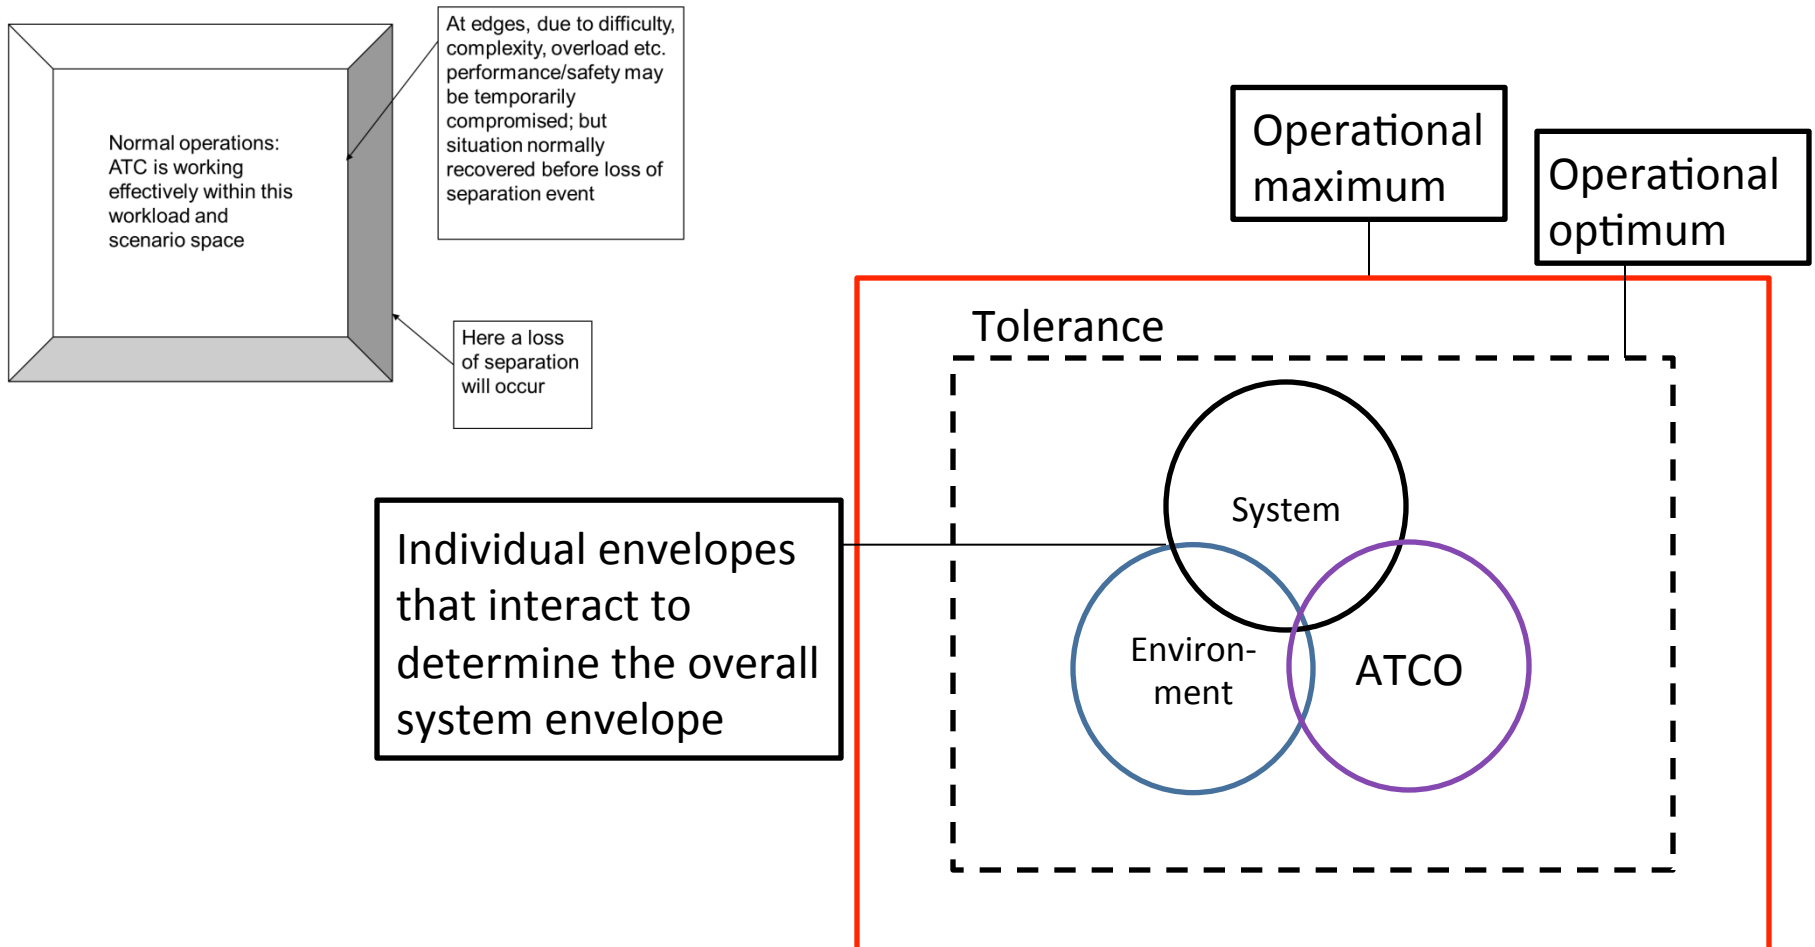 At edges, due to difficulty,
complexity, overload etc.
performance/safety may
be temporarily
compromised; but
situation normally
recovered before loss of
separation event
Normal operations:
ATC is working
effectively within this
workload and
scenario space
Here a loss
of separation
will occur
Operational
maximum
Operational
optimum
Tolerance
System
Individual envelopes
that interact to
determine the overall
system envelope
Environ-
ment
ATCO